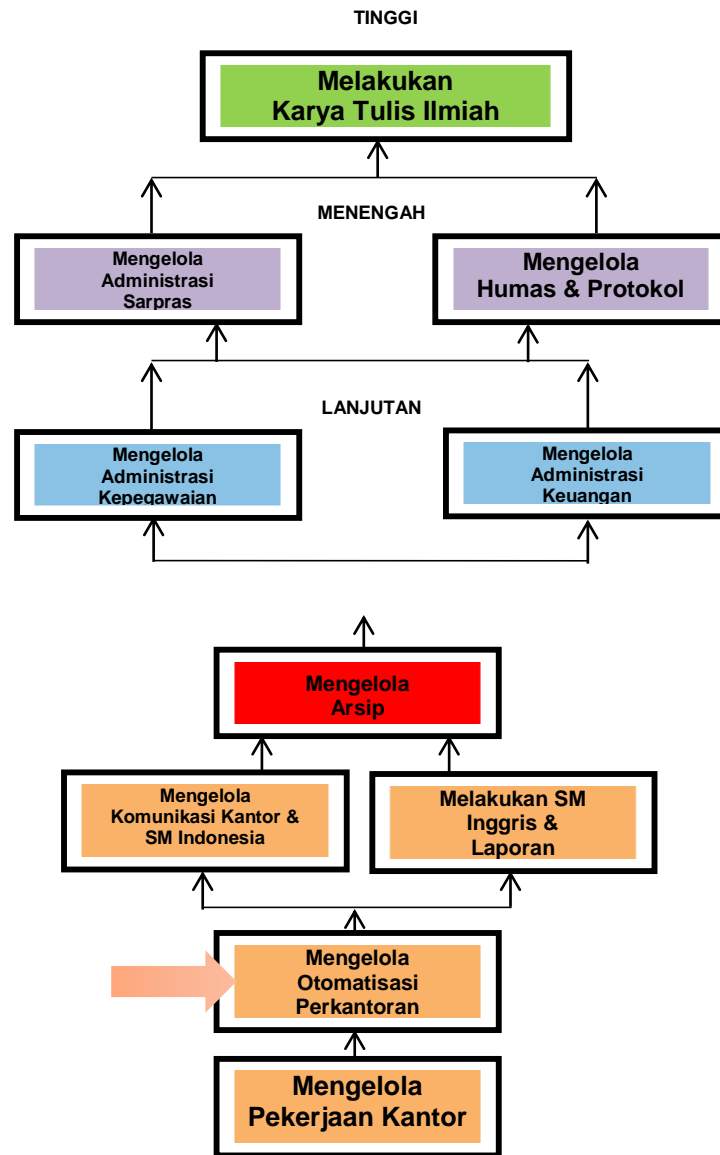 TINGGI
Melakukan
Karya Tulis Ilmiah
MENENGAH
Mengelola
Administrasi
Sarpras
Mengelola
Humas & Protokol
LANJUTAN
Mengelola
Administrasi
Kepegawaian
Mengelola
Administrasi
Keuangan
Mengelola
Arsip
Mengelola
Komunikasi Kantor &
SM Indonesia
Melakukan SM
Inggris &
Laporan
Mengelola
Otomatisasi
Perkantoran
Mengelola
Pekerjaan Kantor